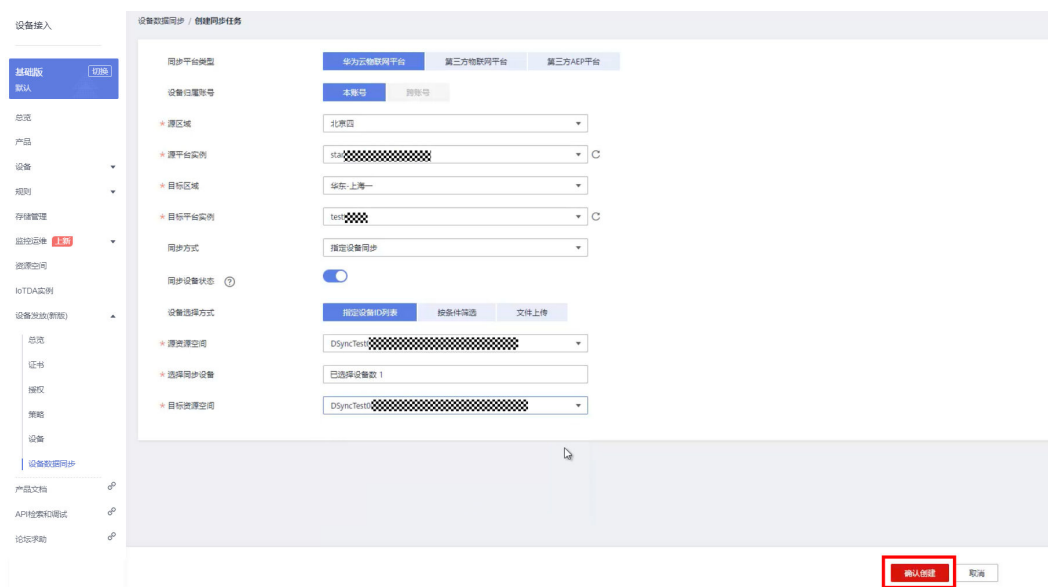 设备接入
设备数据同步 / 创建同步任务
基础版 切换
默认
总览
产品
设备
规则
存储管理
监控运维 上新
资源空间
IoTDA实例
设备发放(新版)
总览
证书
授权
策略
设备
设备数据同步
产品文档
API检索和调试
论坛求助
同步平台类型 华为云物联网平台 第三方物联网平台 第三方AEP平台
设备归属账号 本账号 跨账号
* 源区域 北京四
* 源平台实例 sta
* 目标区域 华东-上海一
* 目标平台实例 test
同步方式 指定设备同步
同步设备状态 ?
设备选择方式 指定设备ID列表 按条件筛选 文件上传
* 源资源空间 DSyncTest
* 选择同步设备 已选择设备数 1
* 目标资源空间 DSyncTest0
确认创建 取消